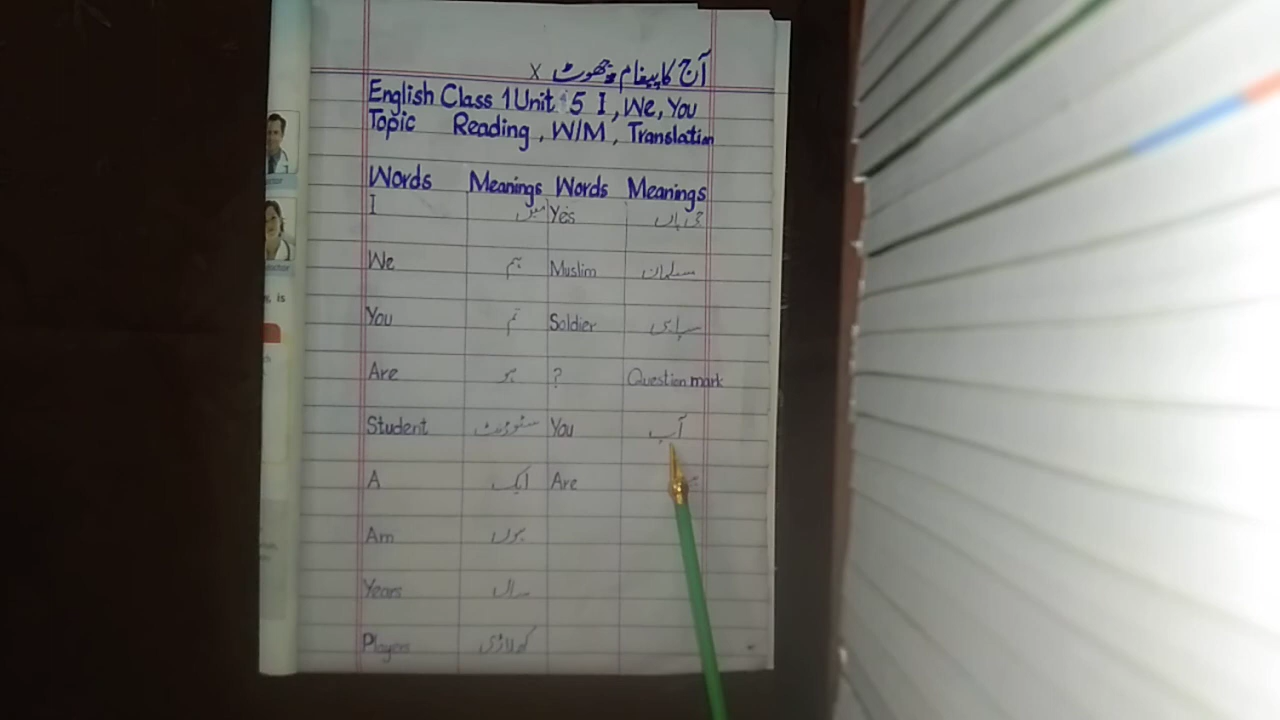 آج کا پیغام جھوٹ x
English Class 1 Unit 5 I, We, You
Topic Reading, W/M, Translation
Words Meanings Words Meanings
I میں Yes جی ہاں
We ہم Muslim مسلمان
You تم Soldier سپاہی
Are ہو ? Question mark
Student سٹوڈنٹ You آپ
A ایک Are
Am ہوں
Years سال
Players کھلاڑی